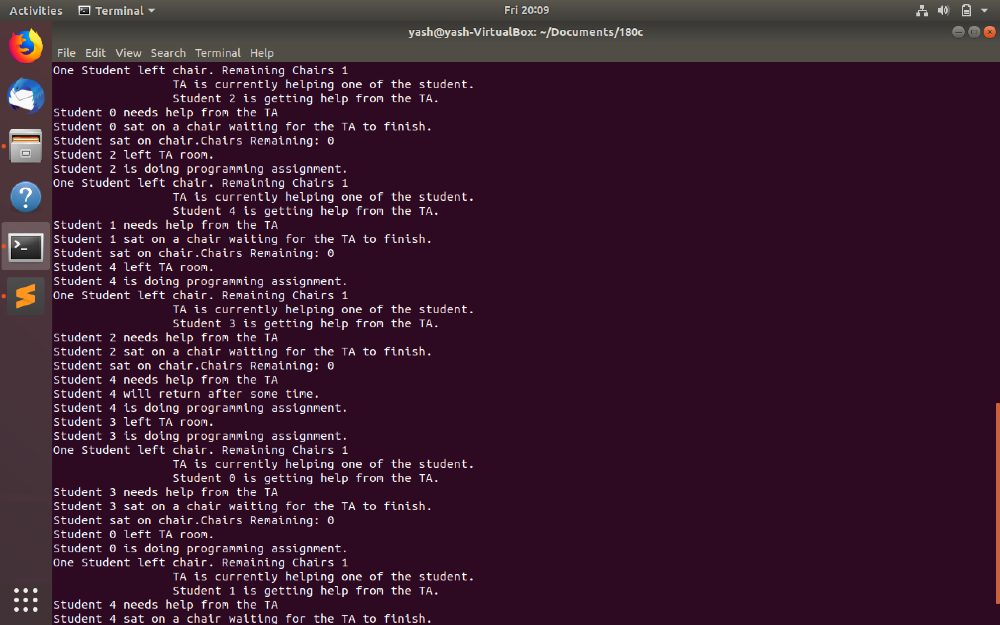 Activities Terminal Fri 20:09
yash@yash-VirtualBox: ~/Documents/180c
File Edit View Search Terminal Help
One Student left chair. Remaining Chairs 1
TA is currently helping one of the student.
Student 2 is getting help from the TA.
Student 0 needs help from the TA
Student 0 sat on a chair waiting for the TA to finish.
Student sat on chair.Chairs Remaining: 0
Student 2 left TA room.
Student 2 is doing programming assignment.
One Student left chair. Remaining Chairs 1
TA is currently helping one of the student.
Student 4 is getting help from the TA.
Student 1 needs help from the TA
Student 1 sat on a chair waiting for the TA to finish.
Student sat on chair.Chairs Remaining: 0
Student 4 left TA room.
Student 4 is doing programming assignment.
One Student left chair. Remaining Chairs 1
TA is currently helping one of the student.
Student 3 is getting help from the TA.
Student 2 needs help from the TA
Student 2 sat on a chair waiting for the TA to finish.
Student sat on chair.Chairs Remaining: 0
Student 4 needs help from the TA
Student 4 will return after some time.
Student 4 is doing programming assignment.
Student 3 left TA room.
Student 3 is doing programming assignment.
One Student left chair. Remaining Chairs 1
TA is currently helping one of the student.
Student 0 is getting help from the TA.
Student 3 needs help from the TA
Student 3 sat on a chair waiting for the TA to finish.
Student sat on chair.Chairs Remaining: 0
Student 0 left TA room.
Student 0 is doing programming assignment.
One Student left chair. Remaining Chairs 1
TA is currently helping one of the student.
Student 1 is getting help from the TA.
Student 4 needs help from the TA
Student 4 sat on a chair waiting for the TA to finish.